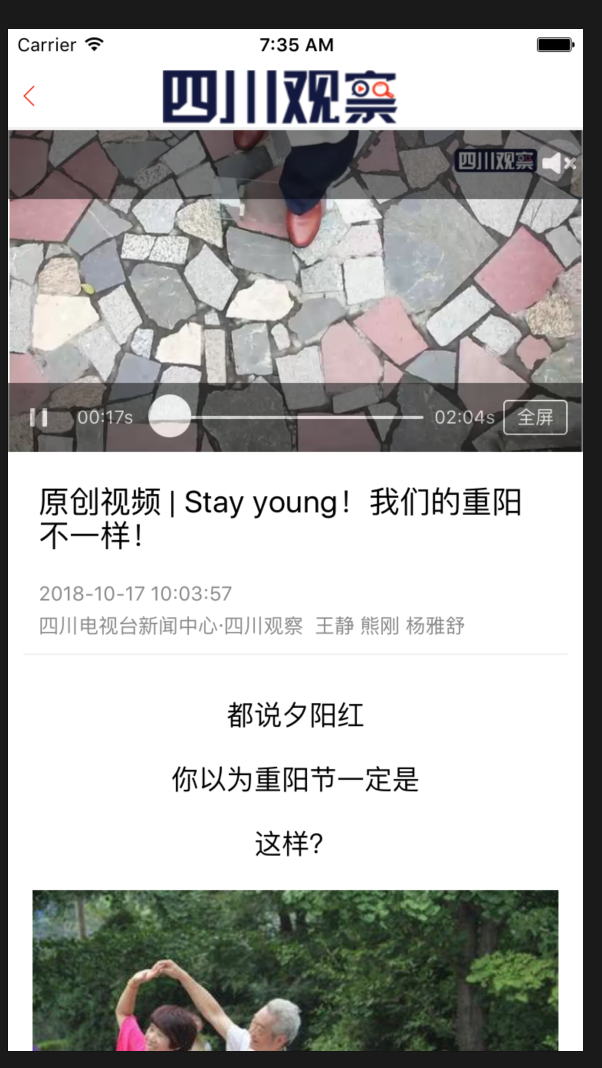 Carrier 7:35 AM
四川观察
四川观察
00:17s 02:04s 全屏
原创视频 | Stay young！我们的重阳
不一样！
2018-10-17 10:03:57
四川电视台新闻中心·四川观察 王静 熊刚 杨雅舒
都说夕阳红
你以为重阳节一定是
这样?